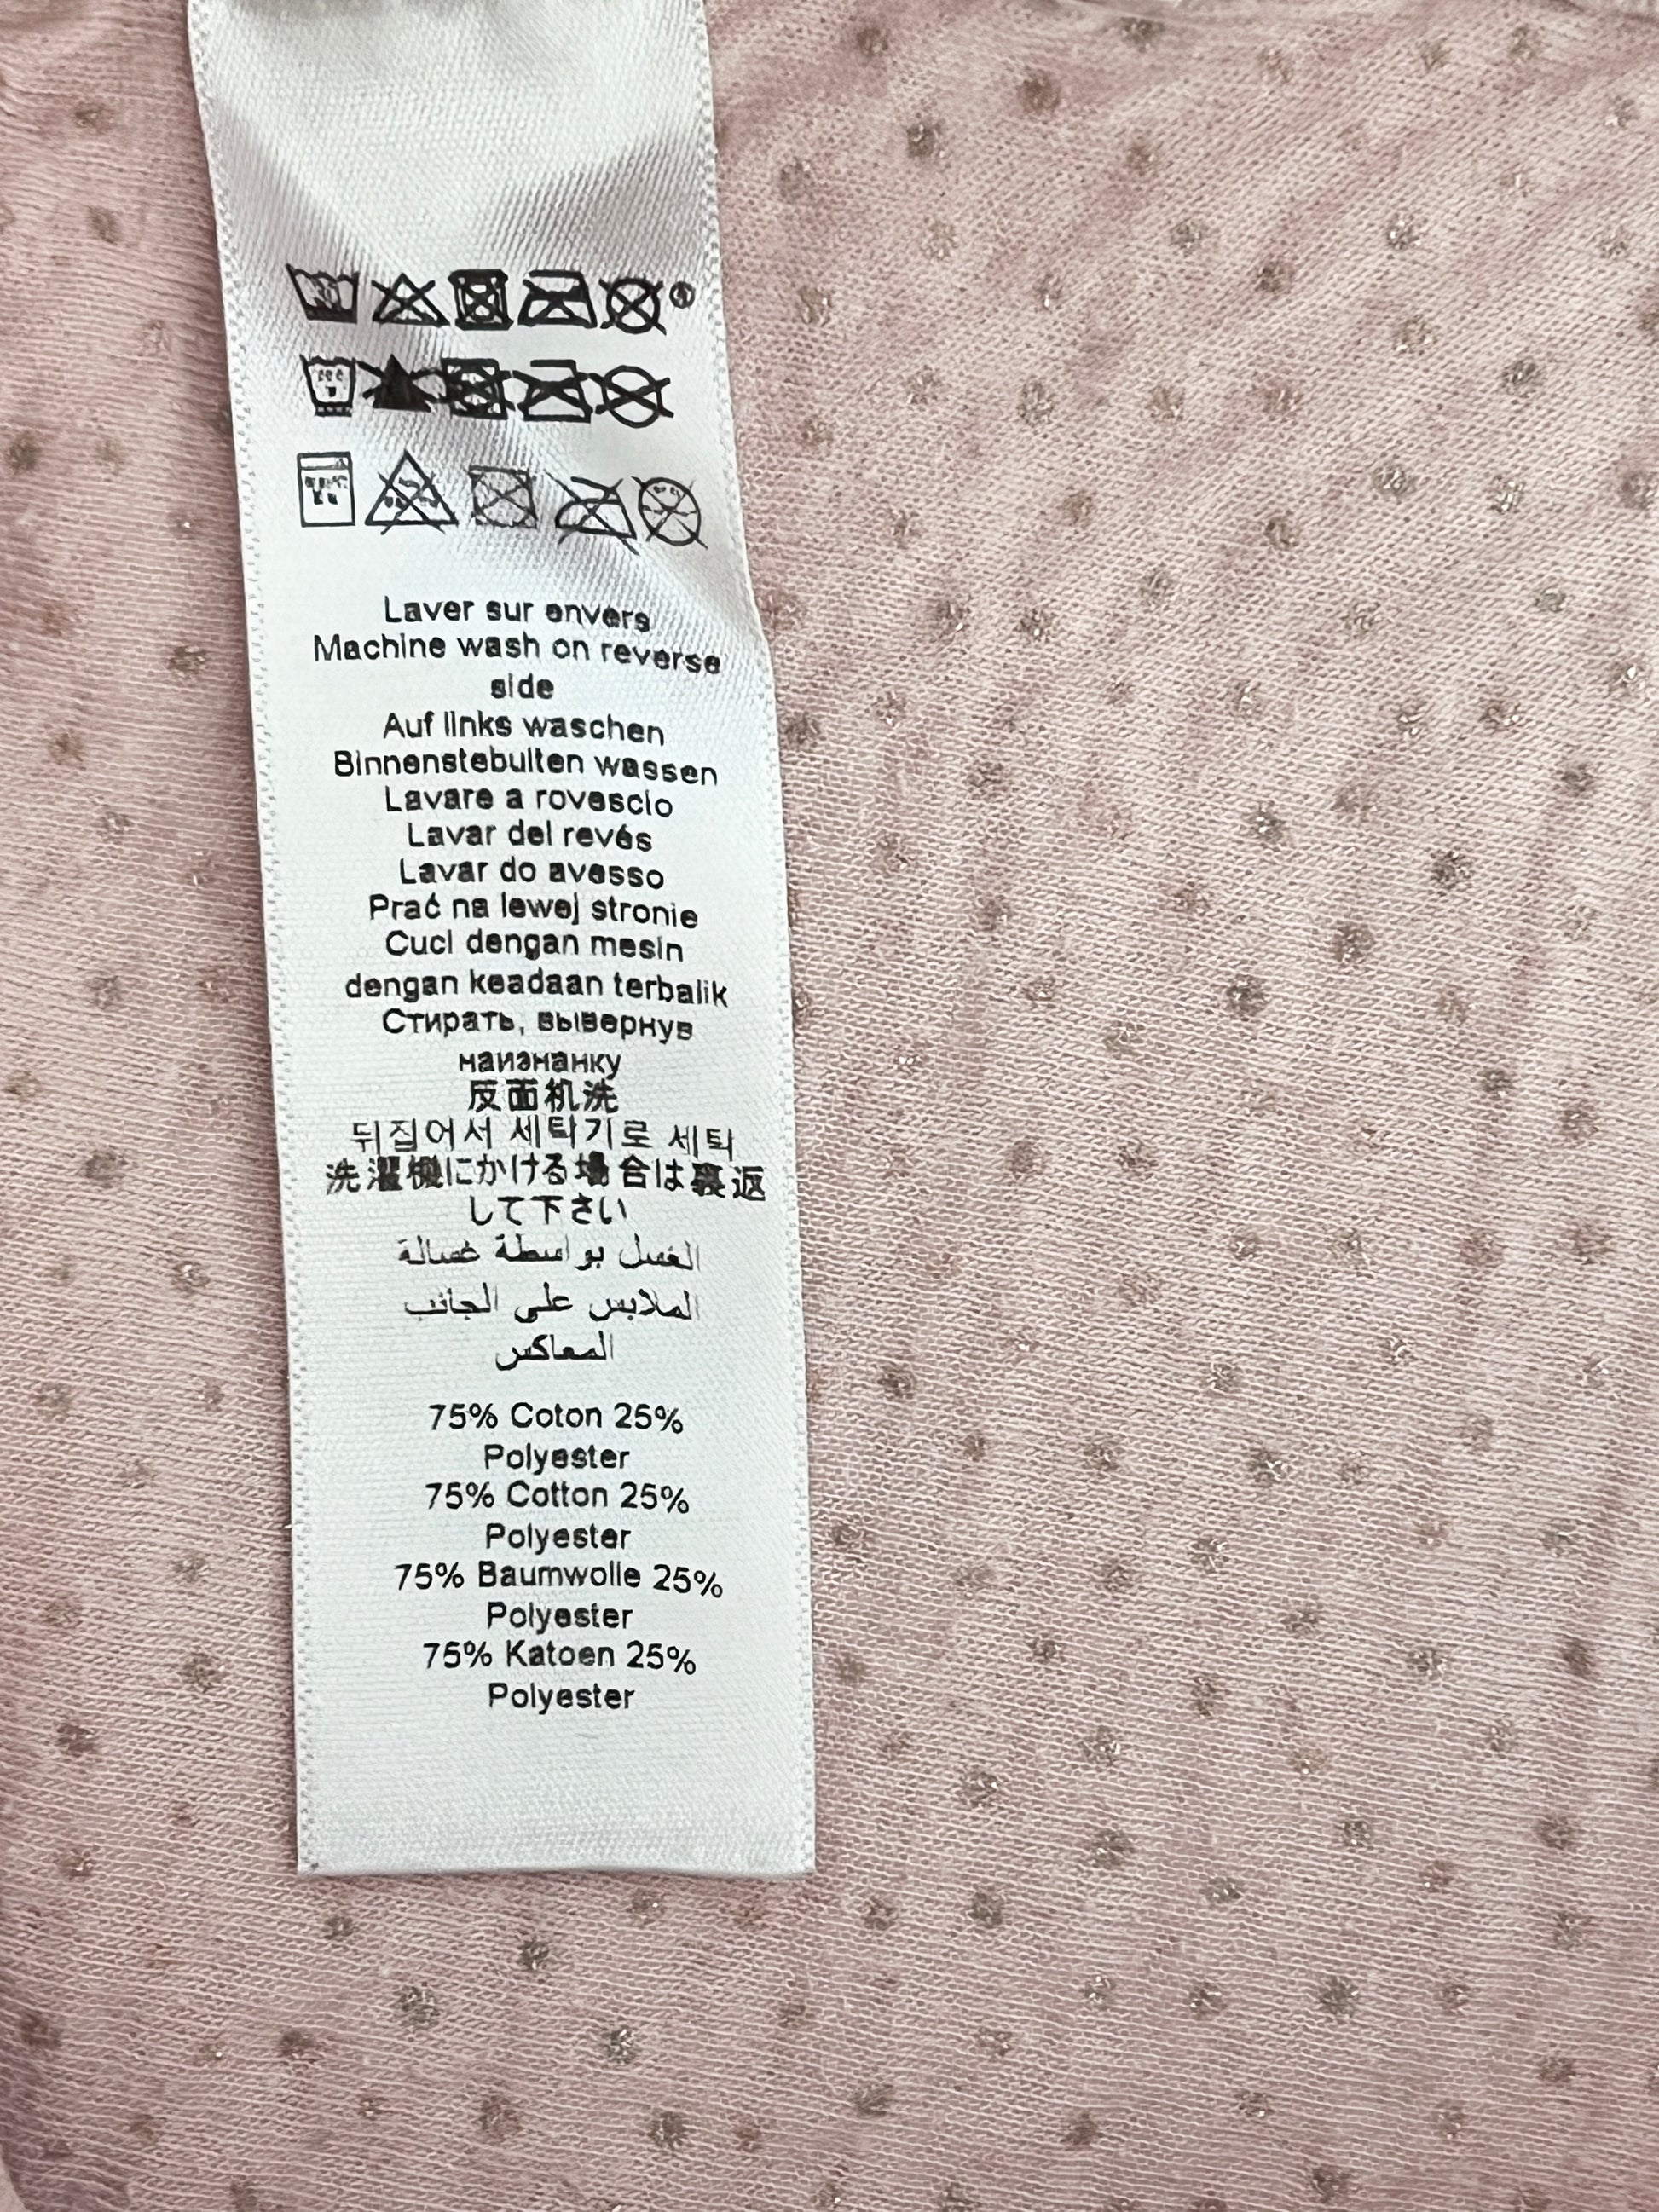 Laver sur envers
Machine wash on reverse
side
Auf links waschen
Binnenstebuiten wassen
Lavare a rovescio
Lavar del revés
Lavar do avesso
Prać na lewej stronie
Cuci dengan mesin
dengan keadaan terbalik
Стирать, вывернув
наизнанку
反面机洗
뒤집어서 세탁기로 세탁
洗濯機にかける場合は裏返
して下さい
الغسل بواسطة غسالة
الملابس على الجانب
المعاكس
75% Coton 25%
Polyester
75% Cotton 25%
Polyester
75% Baumwolle 25%
Polyester
75% Katoen 25%
Polyester